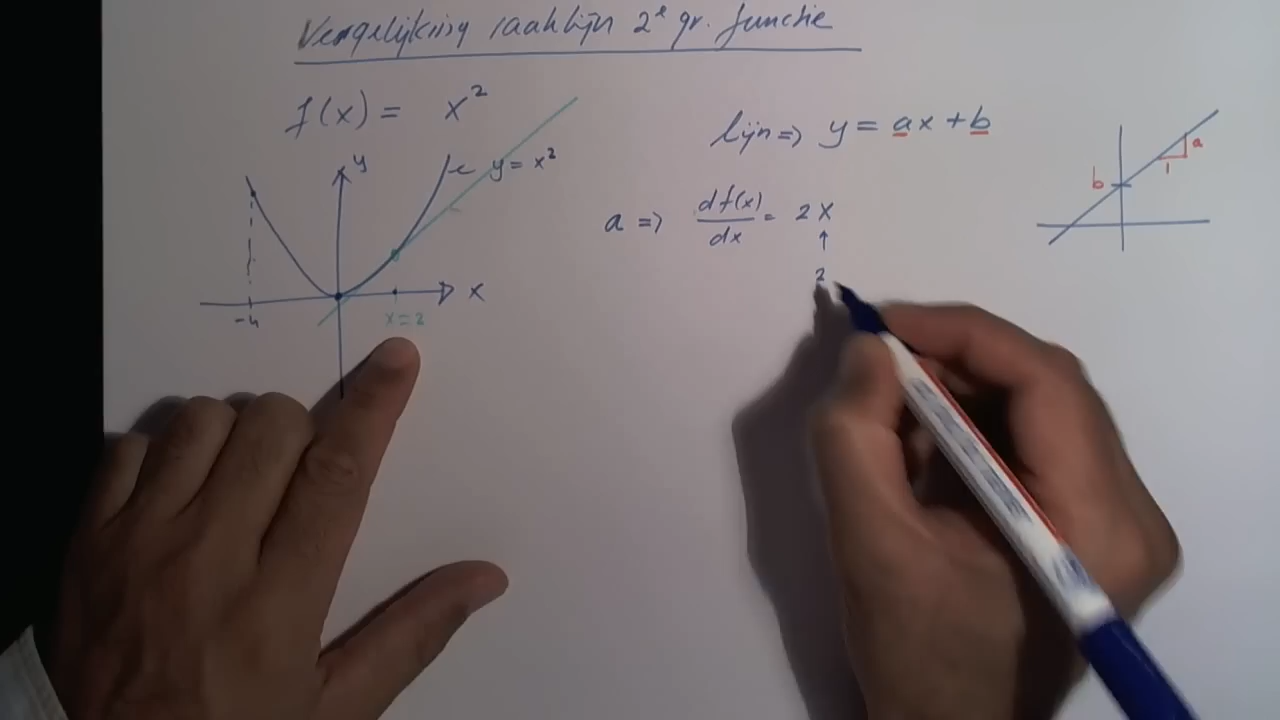 Vergelijking raaklijn 2e gr. functie
f(x) = x²
y
y = x²
x
-4
x=2
lijn => y = ax + b
a => df(x)/dx = 2x
↑
2
b
a
1